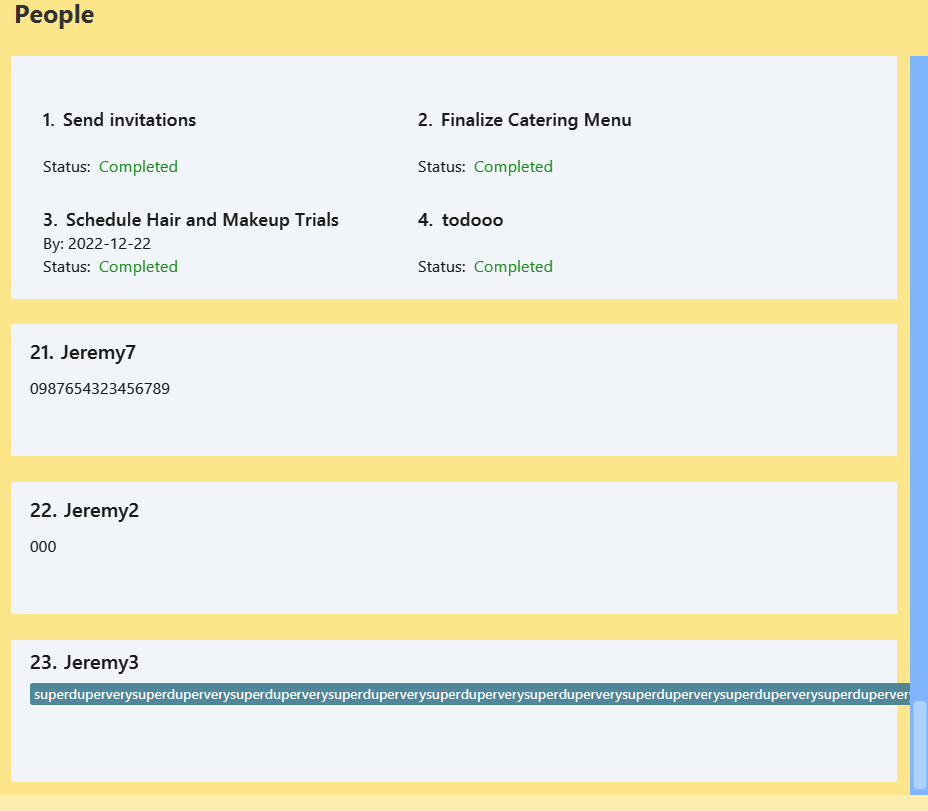 People
1. Send invitations
2. Finalize Catering Menu
Status: Completed
Status: Completed
3. Schedule Hair and Makeup Trials
4. todooo
By: 2022-12-22
Status: Completed
Status: Completed
21. Jeremy7
0987654323456789
22. Jeremy2
000
23. Jeremy3
superduperverysuperduperverysuperduperverysuperduperverysuperduperverysuperduperverysuperduperverysuperduperverysuperdupervery